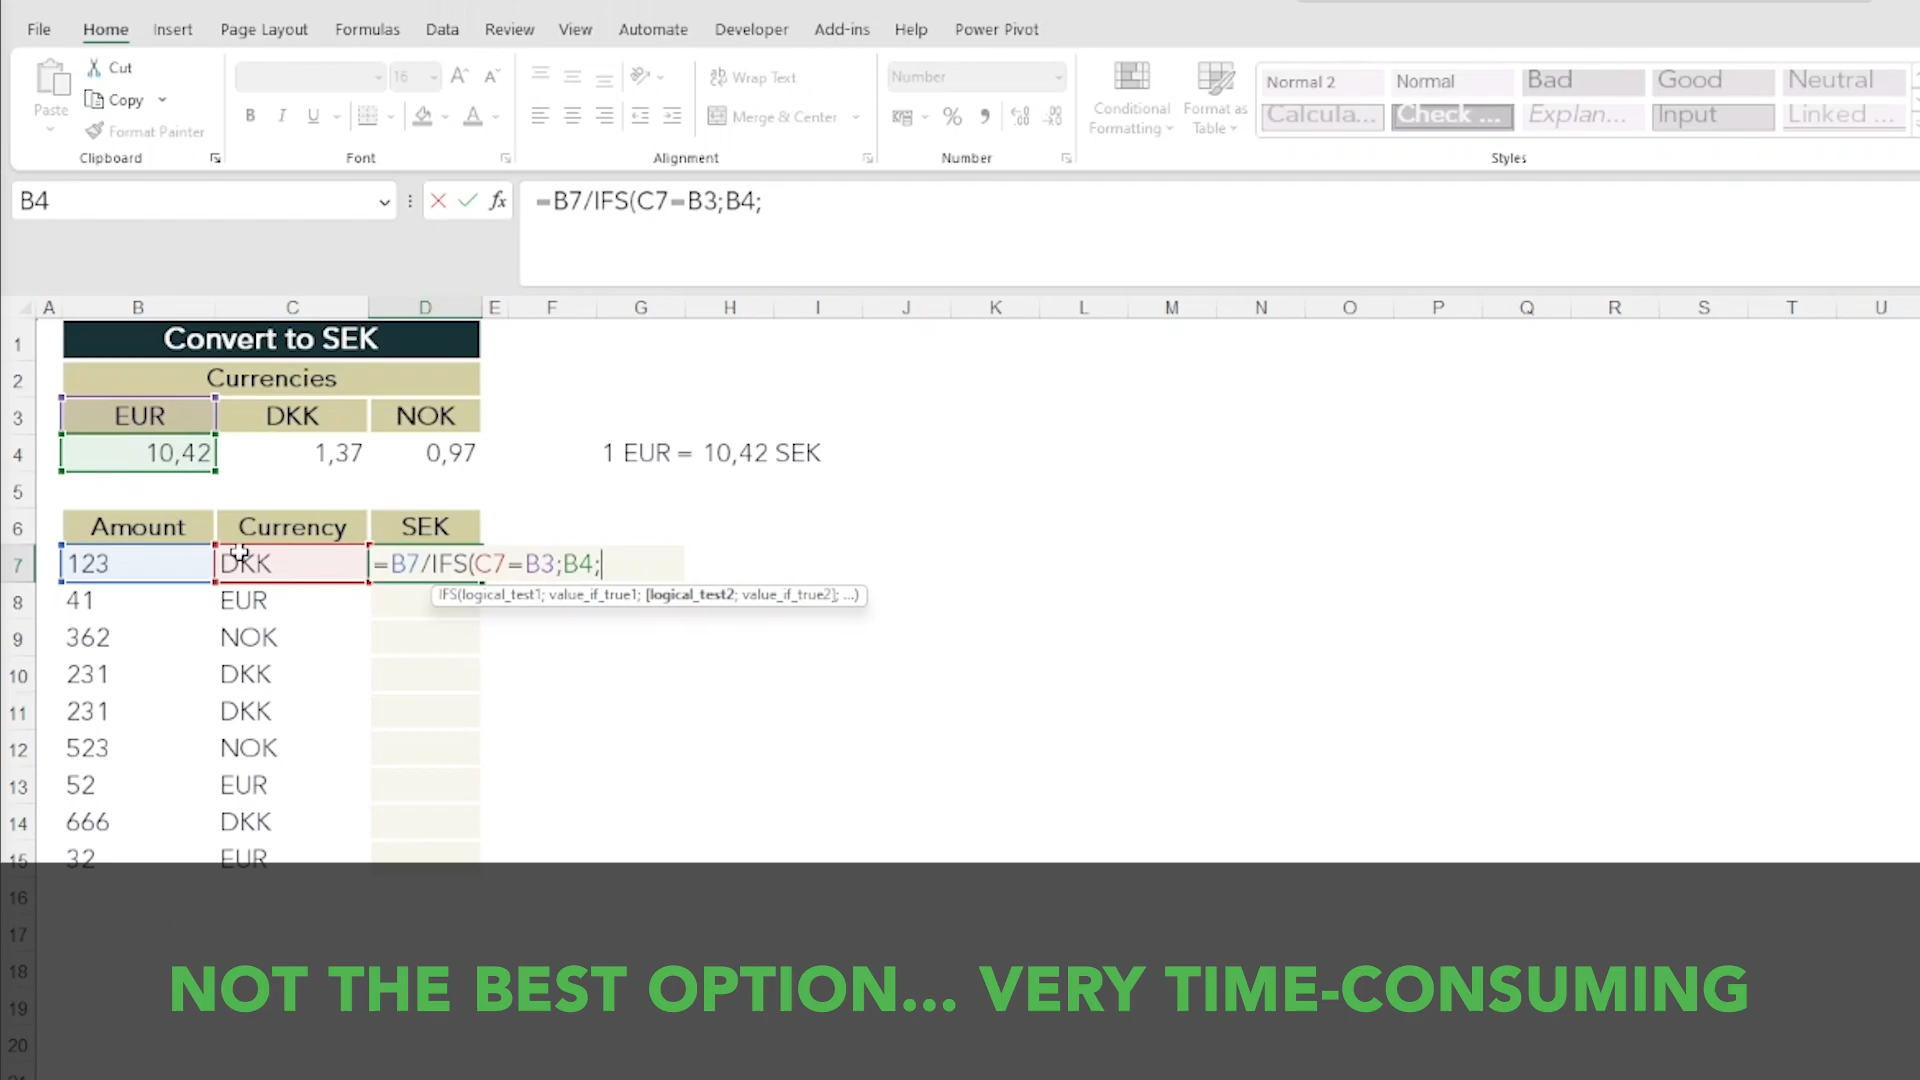 File Home Insert Page Layout Formulas Data Review View Automate Developer Add-ins Help Power Pivot
Paste Cut Copy Format Painter
Clipboard
16
B I U
Font
Wrap Text
Merge & Center
Alignment
Number
%
Number
Conditional Formatting
Format as Table
Normal 2 Normal Bad Good Neutral
Calcula... Check ... Explan... Input Linked ...
Styles
B4 fx =B7/IFS(C7=B3;B4;
A B C D E F G H I J K L M N O P Q R S T U
1 Convert to SEK
2 Currencies
3 EUR DKK NOK
4 10,42 1,37 0,97 1 EUR = 10,42 SEK
5
6 Amount Currency SEK
7 123 DKK =B7/IFS(C7=B3;B4;
IFS(logical_test1; value_if_true1; [logical_test2; value_if_true2]; ...)
8 41 EUR
9 362 NOK
10 231 DKK
11 231 DKK
12 523 NOK
13 52 EUR
14 666 DKK
15 32 EUR
16
17
18
19
20
NOT THE BEST OPTION... VERY TIME-CONSUMING